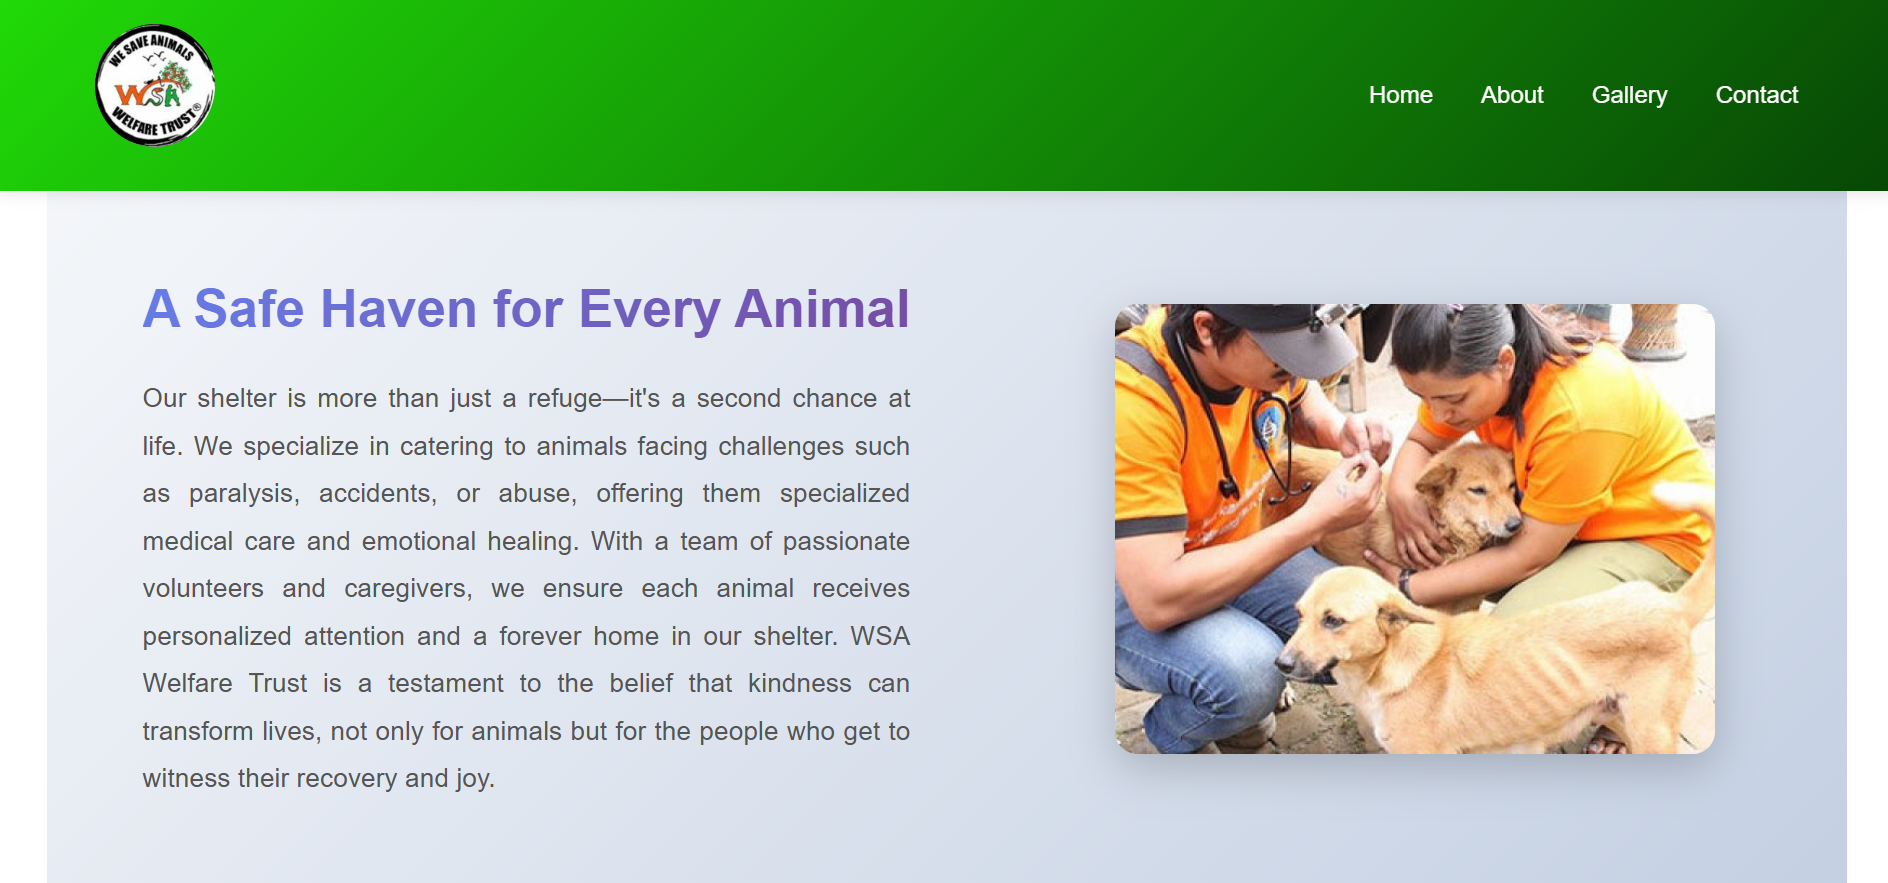 WE SAVE ANIMALS
WSA
WELFARE TRUST®
Home
About
Gallery
Contact
A Safe Haven for Every Animal
Our shelter is more than just a refuge—it's a second chance at
life. We specialize in catering to animals facing challenges such
as paralysis, accidents, or abuse, offering them specialized
medical care and emotional healing. With a team of passionate
volunteers and caregivers, we ensure each animal receives
personalized attention and a forever home in our shelter. WSA
Welfare Trust is a testament to the belief that kindness can
transform lives, not only for animals but for the people who get to
witness their recovery and joy.